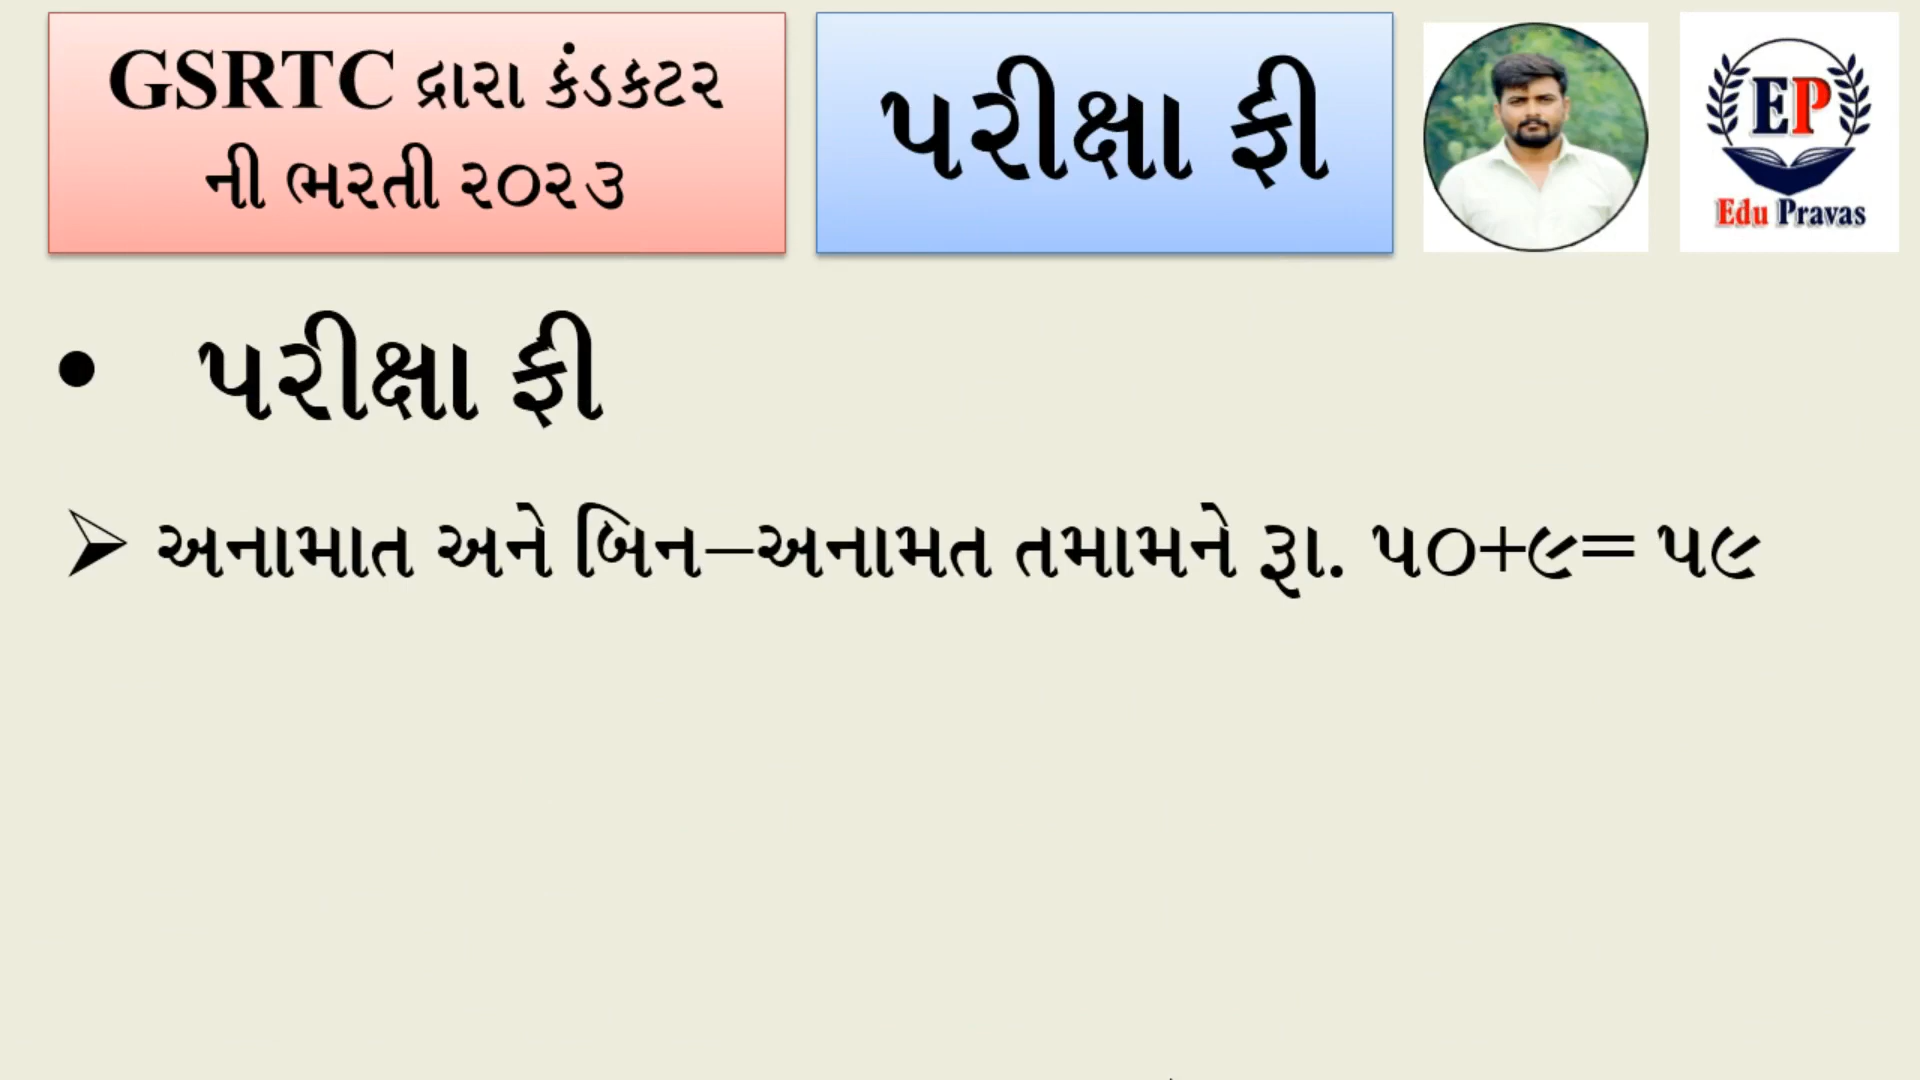 GSRTC દ્વારા કંડકટર
ની ભરતી ૨૦૨૩
પરીક્ષા ફી
EP
Edu Pravas
• પરીક્ષા ફી
➢ અનામાત અને બિન–અનામત તમામને રૂા. ૫૦+૯= ૫૯